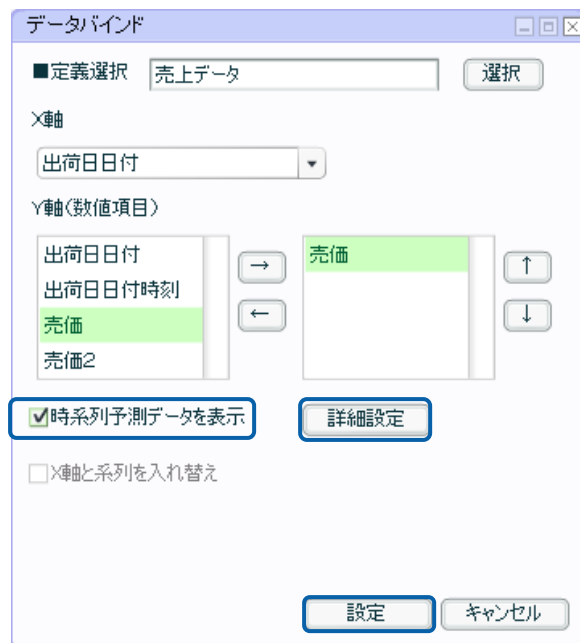 データバインド
■定義選択 売上データ 選択
X軸
出荷日日付
Y軸(数値項目)
出荷日日付
出荷日日付時刻
売価
売価2
→
←
売価
↑
↓
時系列予測データを表示 詳細設定
X軸と系列を入れ替え
設定 キャンセル